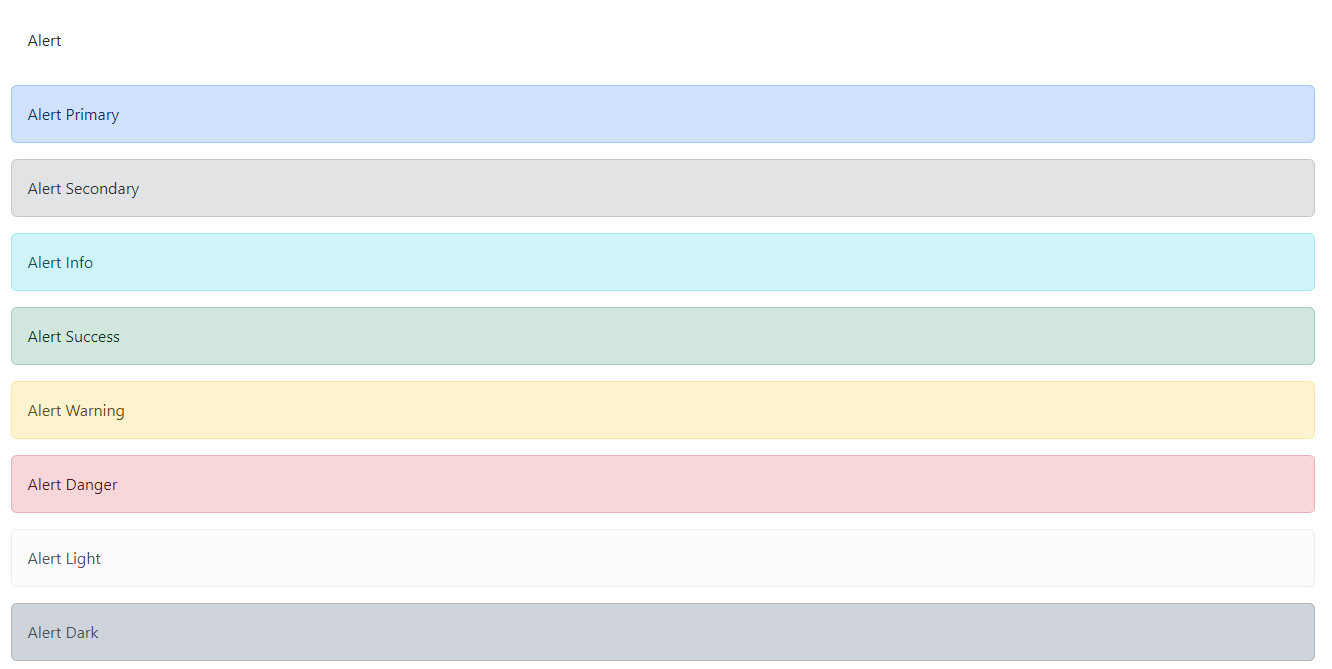 Alert
Alert Primary
Alert Secondary
Alert Info
Alert Success
Alert Warning
Alert Danger
Alert Light
Alert Dark